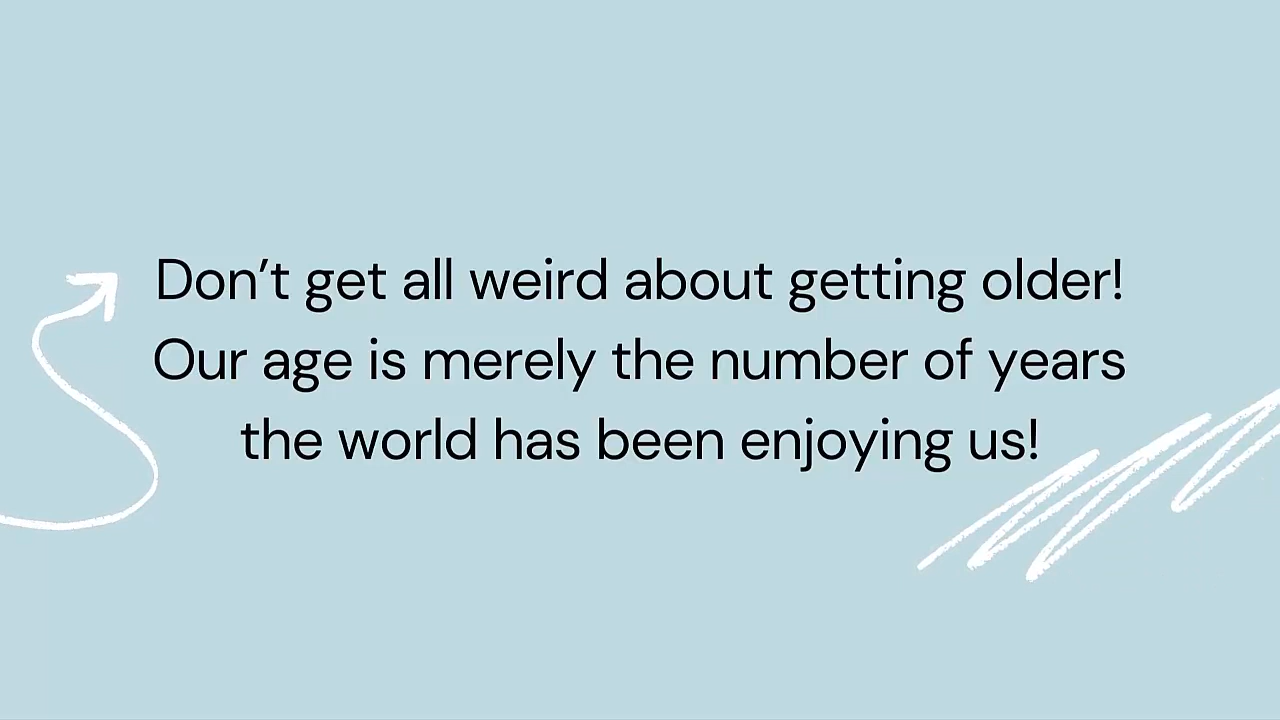 Don’t get all weird about getting older!
Our age is merely the number of years
the world has been enjoying us!